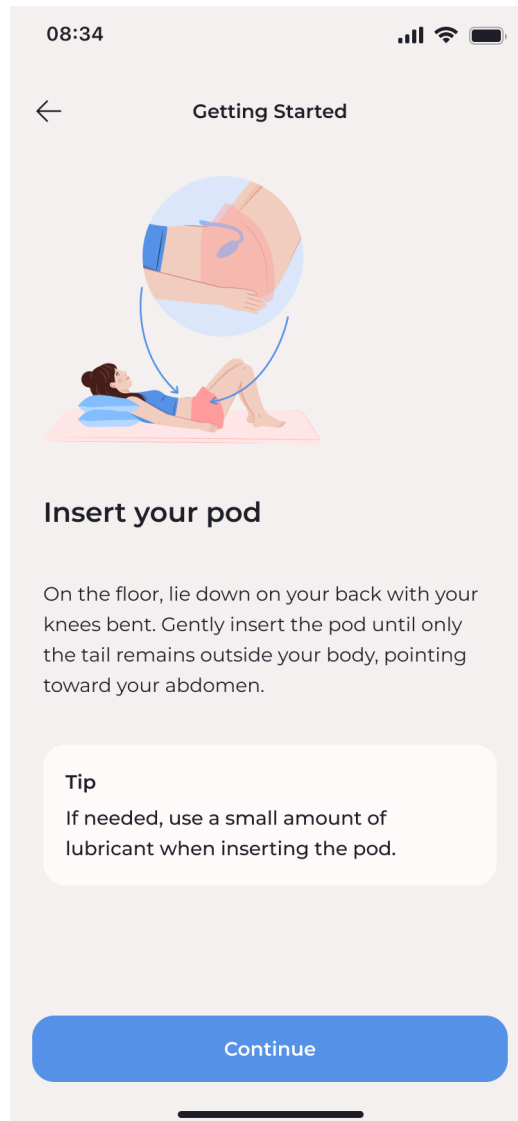 08:34
Getting Started
Insert your pod
On the floor, lie down on your back with your
knees bent. Gently insert the pod until only
the tail remains outside your body, pointing
toward your abdomen.
Tip
If needed, use a small amount of
lubricant when inserting the pod.
Continue